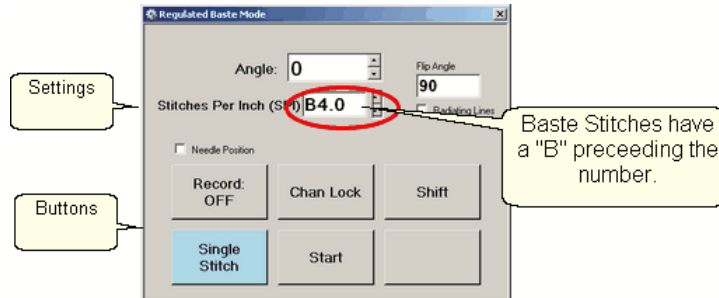 Regulated Baste Mode
Angle: 0
Flip Angle
90
Settings
Stitches Per Inch (SPI) B4.0
Radiating Lines
Baste Stitches have
a "B" preceeding the
number.
Needle Position
Record:
OFF
Chan Lock
Shift
Buttons
Single
Stitch
Start